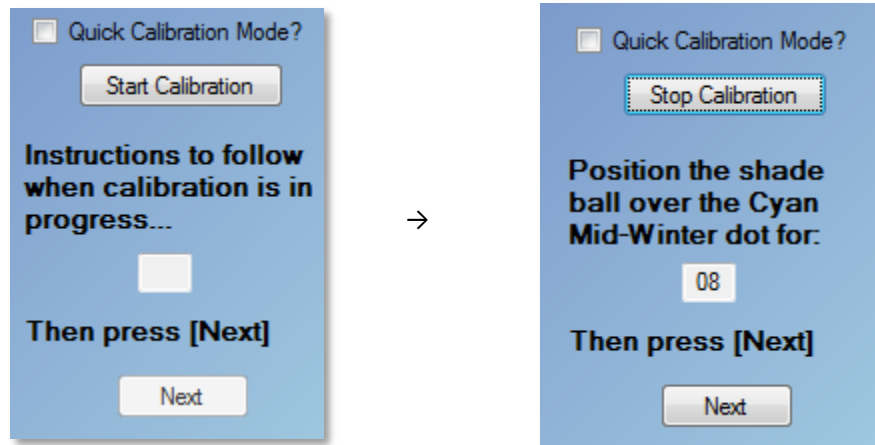 Quick Calibration Mode?
Start Calibration
Instructions to follow
when calibration is in
progress...
Then press [Next]
Next
→
Quick Calibration Mode?
Stop Calibration
Position the shade
ball over the Cyan
Mid-Winter dot for:
08
Then press [Next]
Next